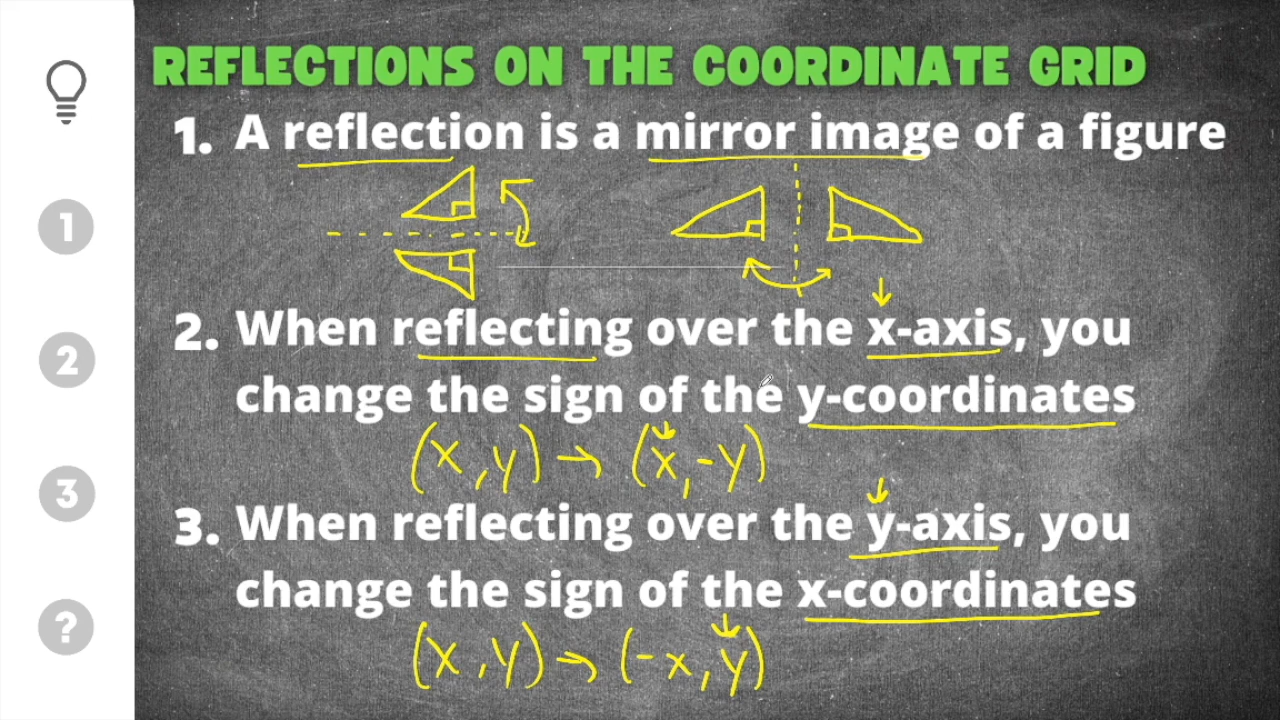 REFLECTIONS ON THE COORDINATE GRID
1. A reflection is a mirror image of a figure
1
2. When reflecting over the x-axis, you
2
change the sign of the y-coordinates
(x,y) → (x,-y)
3
3. When reflecting over the y-axis, you
change the sign of the x-coordinates
?
(x,y) → (-x,y)